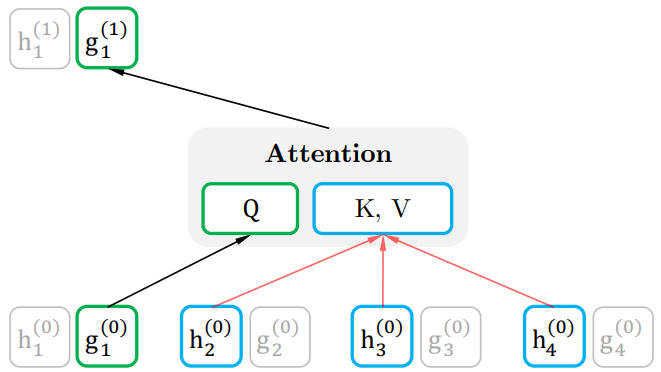 h₁⁽¹⁾ g₁⁽¹⁾
Attention
Q K, V
h₁⁽⁰⁾ g₁⁽⁰⁾ h₂⁽⁰⁾ g₂⁽⁰⁾ h₃⁽⁰⁾ g₃⁽⁰⁾ h₄⁽⁰⁾ g₄⁽⁰⁾